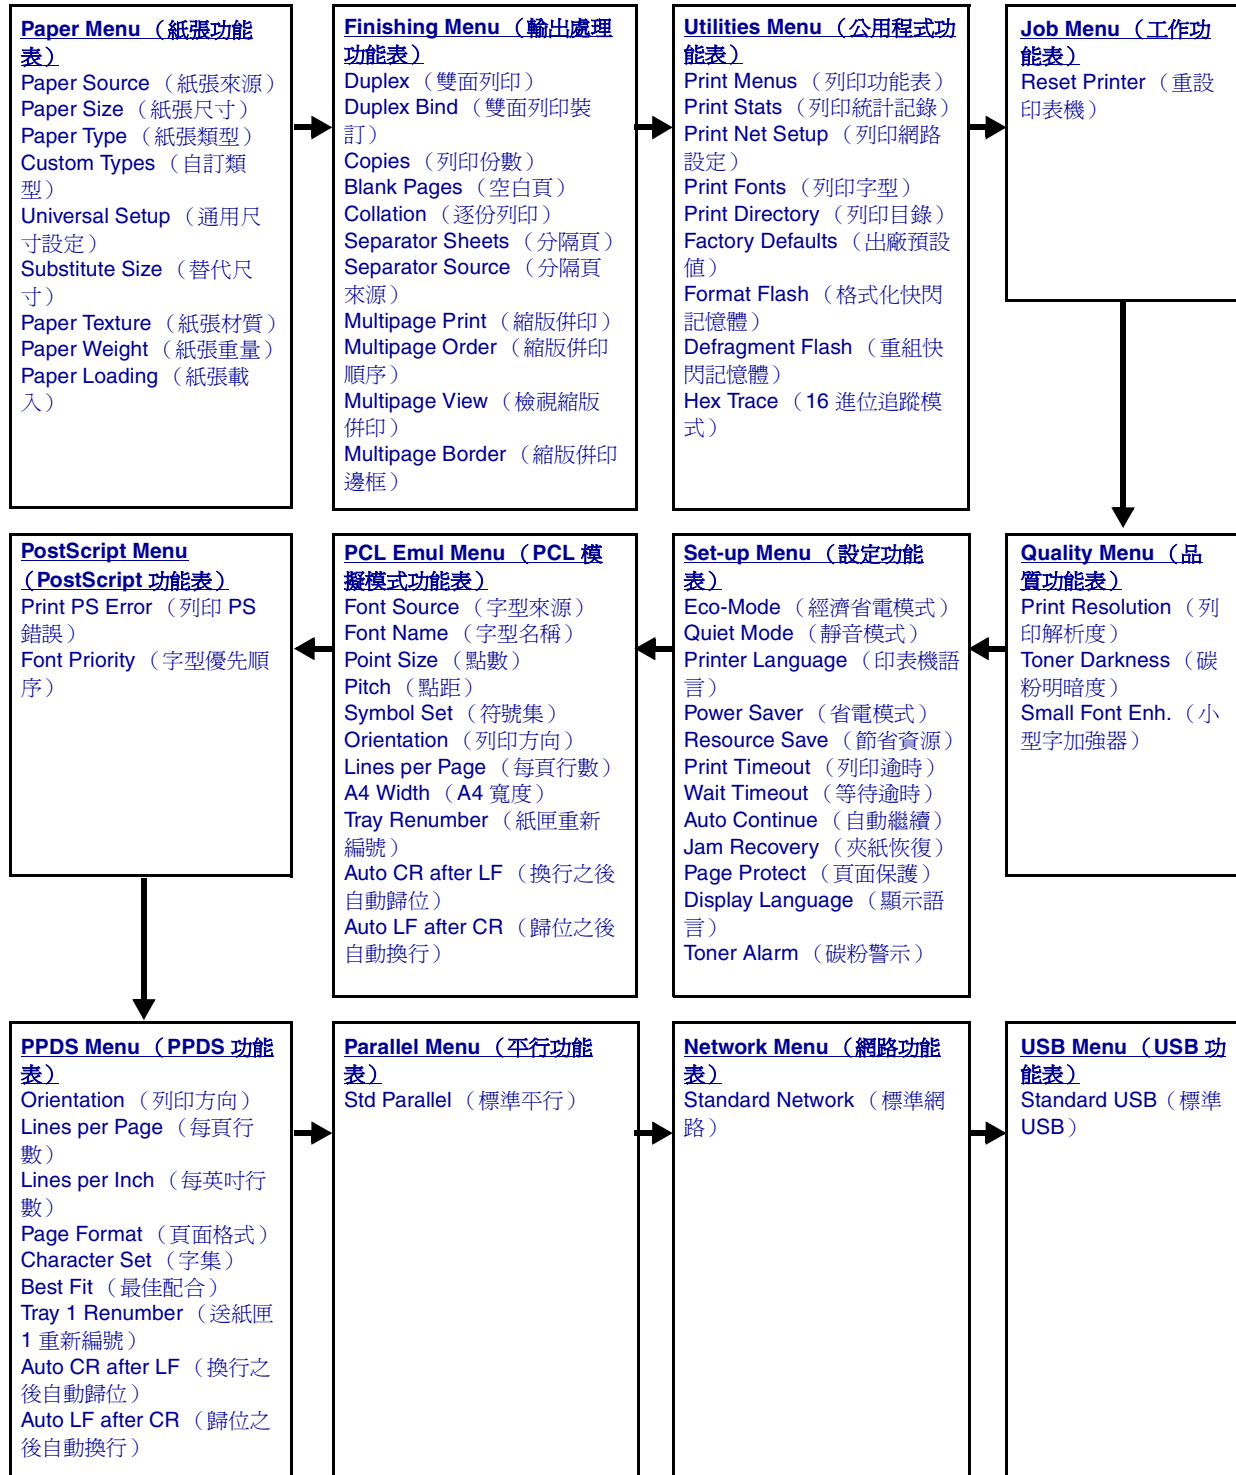 Paper Menu（紙張功能
表）
Paper Source（紙張來源）
Paper Size（紙張尺寸）
Paper Type（紙張類型）
Custom Types（自訂類
型）
Universal Setup（通用尺
寸設定）
Substitute Size（替代尺
寸）
Paper Texture（紙張材質）
Paper Weight（紙張重量）
Paper Loading（紙張載
入）
Finishing Menu（輸出處理
功能表）
Duplex（雙面列印）
Duplex Bind（雙面列印裝
訂）
Copies（列印份數）
Blank Pages（空白頁）
Collation（逐份列印）
Separator Sheets（分隔頁）
Separator Source（分隔頁
來源）
Multipage Print（縮版併印）
Multipage Order（縮版併印
順序）
Multipage View（檢視縮版
併印）
Multipage Border（縮版併印
邊框）
Utilities Menu（公用程式功
能表）
Print Menus（列印功能表）
Print Stats（列印統計記錄）
Print Net Setup（列印網路
設定）
Print Fonts（列印字型）
Print Directory（列印目錄）
Factory Defaults（出廠預設
值）
Format Flash（格式化快閃
記憶體）
Defragment Flash（重組快
閃記憶體）
Hex Trace（16 進位追蹤模
式）
Job Menu（工作功
能表）
Reset Printer（重設
印表機）
PostScript Menu
（PostScript 功能表）
Print PS Error（列印 PS
錯誤）
Font Priority（字型優先順
序）
PCL Emul Menu（PCL 模
擬模式功能表）
Font Source（字型來源）
Font Name（字型名稱）
Point Size（點數）
Pitch（點距）
Symbol Set（符號集）
Orientation（列印方向）
Lines per Page（每頁行數）
A4 Width（A4 寬度）
Tray Renumber（紙匣重新
編號）
Auto CR after LF（換行之後
自動歸位）
Auto LF after CR（歸位之後
自動換行）
Set-up Menu（設定功能
表）
Eco-Mode（經濟省電模式）
Quiet Mode（靜音模式）
Printer Language（印表機語
言）
Power Saver（省電模式）
Resource Save（節省資源）
Print Timeout（列印逾時）
Wait Timeout（等待逾時）
Auto Continue（自動繼續）
Jam Recovery（夾紙恢復）
Page Protect（頁面保護）
Display Language（顯示語
言）
Toner Alarm（碳粉警示）
Quality Menu（品
質功能表）
Print Resolution（列
印解析度）
Toner Darkness（碳
粉明暗度）
Small Font Enh.（小
型字加強器）
PPDS Menu（PPDS 功能
表）
Orientation（列印方向）
Lines per Page（每頁行
數）
Lines per Inch（每英吋行
數）
Page Format（頁面格式）
Character Set（字集）
Best Fit（最佳配合）
Tray 1 Renumber（送紙匣
1 重新編號）
Auto CR after LF（換行之
後自動歸位）
Auto LF after CR（歸位之
後自動換行）
Parallel Menu（平行功能
表）
Std Parallel（標準平行）
Network Menu（網路功能
表）
Standard Network（標準網
路）
USB Menu（USB 功
能表）
Standard USB（標準
USB）